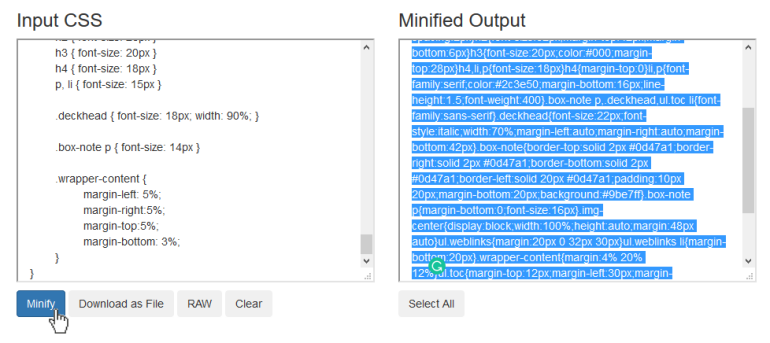 Input CSS
h3 { font-size: 20px }
h4 { font-size: 18px }
p, li { font-size: 15px }
.deckhead { font-size: 18px; width: 90%; }
.box-note p { font-size: 14px }
.wrapper-content {
margin-left: 5%;
margin-right:5%;
margin-top:5%;
margin-bottom: 3%;
}
}
Minify
Download as File
RAW
Clear
Minified Output
bottom:6px}h3{font-size:20px;color:#000;margin-
top:28px}h4,li,p{font-size:18px}h4{margin-top:0}li,p{font-
family:serif;color:#2c3e50;margin-bottom:16px;line-
height:1.5;font-weight:400}.box-note p,.deckhead,ul.toc li{font-
family:sans-serif}.deckhead{font-size:22px;font-
style:italic;width:70%;margin-left:auto;margin-right:auto;margin-
bottom:42px}.box-note{border-top:solid 2px #0d47a1;border-
right:solid 2px #0d47a1;border-bottom:solid 2px
#0d47a1;border-left:solid 20px #0d47a1;padding:10px
20px;margin-bottom:20px;background:#9be7ff}.box-note
p{margin-bottom:0;font-size:16px}.img-
center{display:block;width:100%;height:auto;margin:48px
auto}ul.weblinks{margin:20px 0 32px 30px}ul.weblinks li{margin-
bottom:20px}.wrapper-content{margin:4% 20%
12%}ul.toc{margin-top:12px;margin-left:30px;margin-
Select All